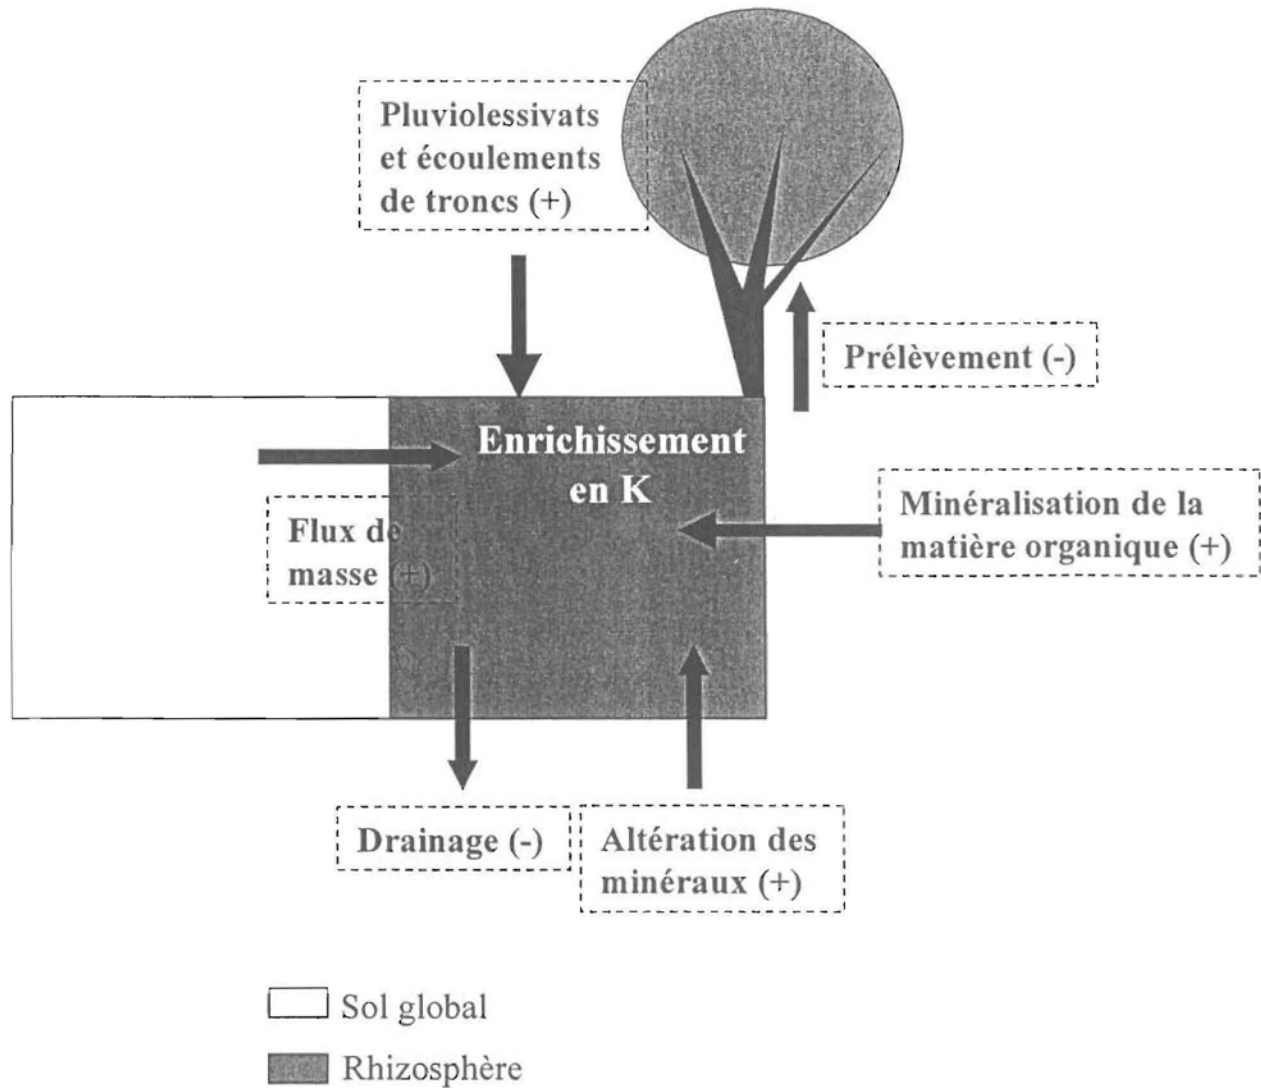 Pluviolessivats
et écoulements
de troncs (+)
Prélèvement (-)
Enrichissement
en K
Flux de
masse (+)
Minéralisation de la
matière organique (+)
Drainage (-)
Altération des
minéraux (+)
Sol global
Rhizosphère